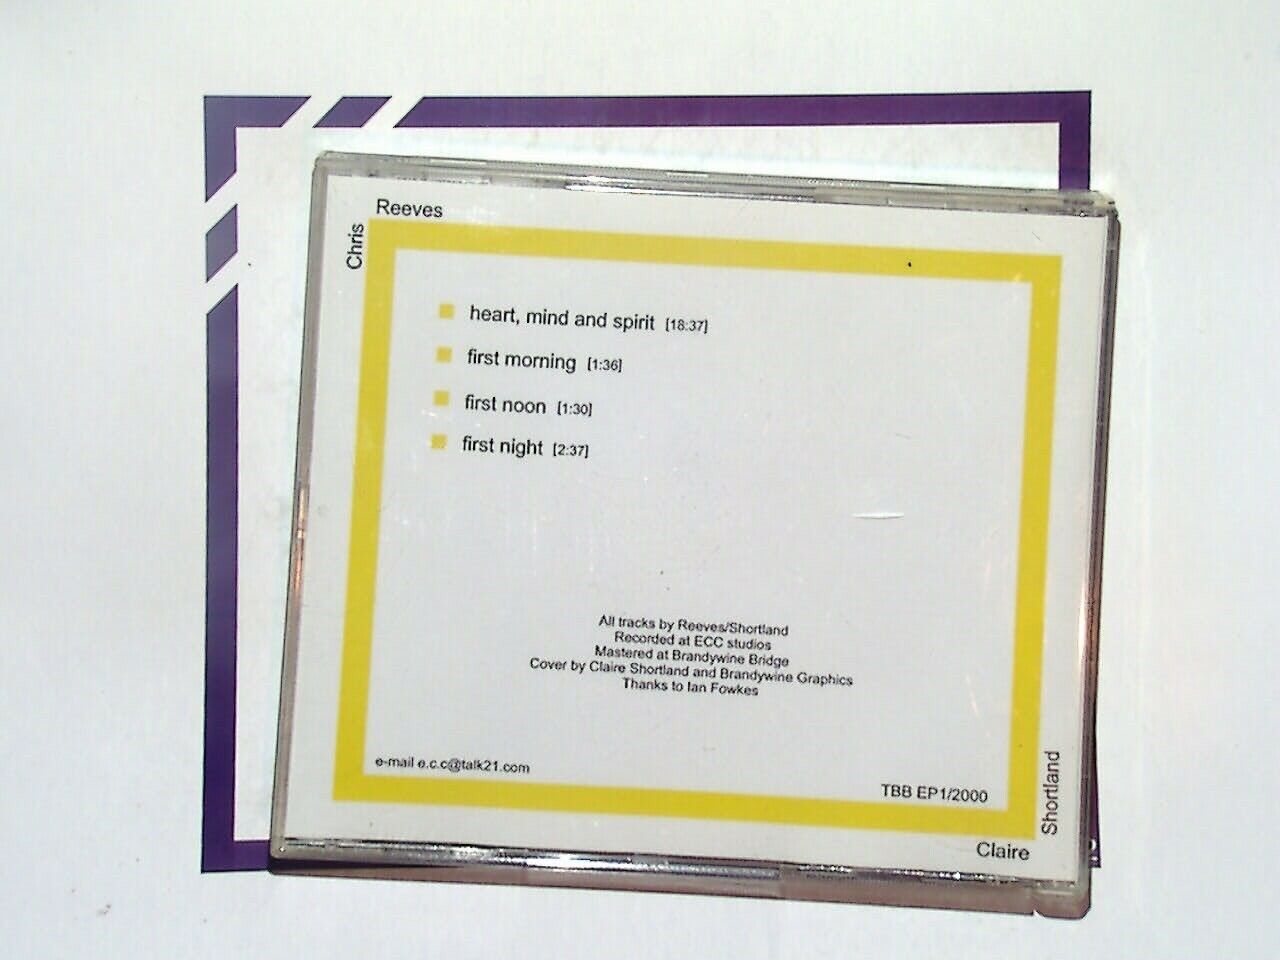 Chris
Reeves
heart, mind and spirit [18:37]
first morning [1:36]
first noon [1:30]
first night [2:37]
All tracks by Reeves/Shortland
Recorded at ECC studios
Mastered at Brandywine Bridge
Cover by Claire Shortland and Brandywine Graphics
Thanks to Ian Fowkes
e-mail e.c.c@talk21.com
TBB EP1/2000
Claire
Shortland